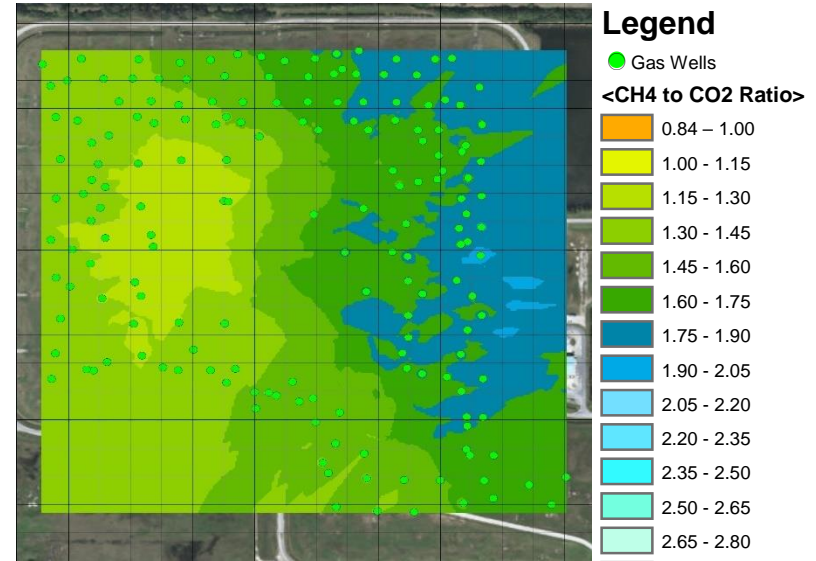 Legend
Gas Wells
<CH4 to CO2 Ratio>
0.84 – 1.00
1.00 - 1.15
1.15 - 1.30
1.30 - 1.45
1.45 - 1.60
1.60 - 1.75
1.75 - 1.90
1.90 - 2.05
2.05 - 2.20
2.20 - 2.35
2.35 - 2.50
2.50 - 2.65
2.65 - 2.80